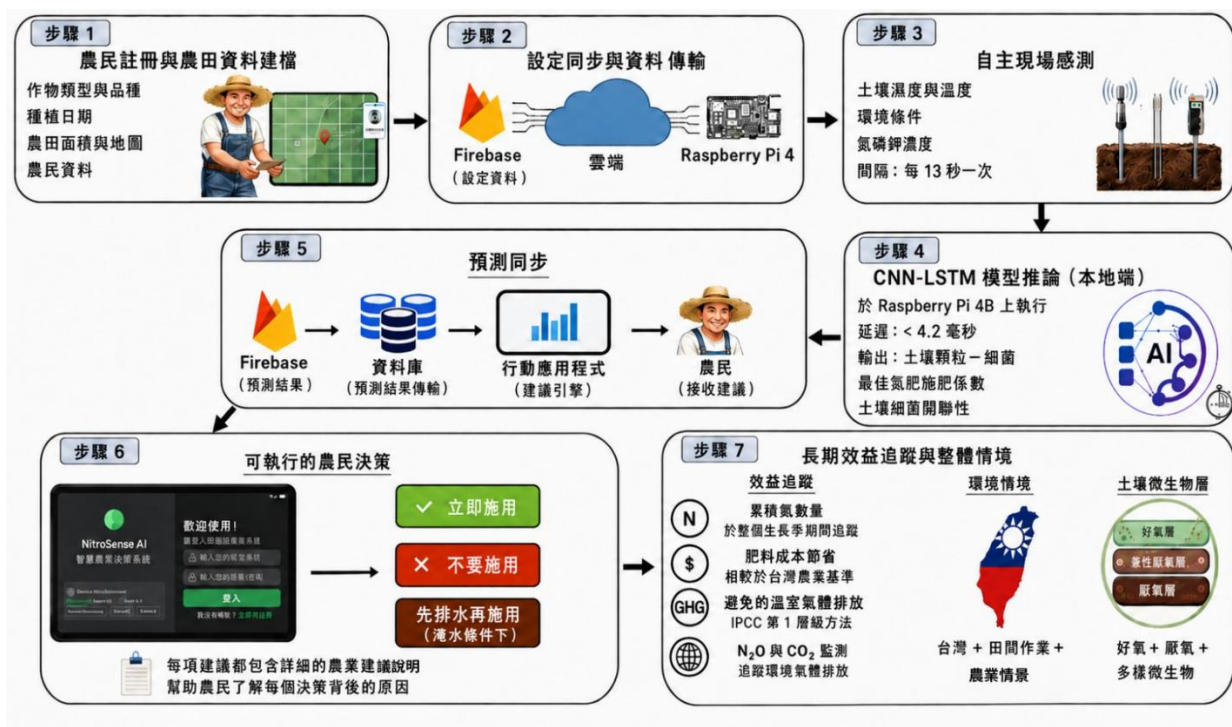 步驟 1
農民註冊與農田資料建檔
作物類型與品種
種植日期
農田面積與地圖
農民資料
步驟 2
設定同步與資料傳輸
Firebase
(設定資料)
雲端
Raspberry Pi 4
步驟 3
自主現場感測
土壤濕度與溫度
環境條件
氮磷鉀濃度
間隔：每 13 秒一次
步驟 4
CNN-LSTM 模型推論（本地端）
於 Raspberry Pi 4B 上執行
延遲：< 4.2 毫秒
輸出：土壤顆粒－細菌
最佳氮肥施肥係數
土壤細菌開聯性
AI
步驟 5
預測同步
Firebase
(預測結果)
資料庫
(預測結果傳輸)
行動應用程式
(建議引擎)
農民
(接收建議)
步驟 6
可執行的農民決策
NitroSense AI
智慧農業決策系統
歡迎使用！
登入
立即施用
不要施用
先排水再施用
(淹水條件下)
每項建議都包含詳細的農業建議說明
幫助農民了解每個決策背後的原因
步驟 7
長期效益追蹤與整體情境
效益追蹤
N
累積氮數量
於整個生長季期間追蹤
$
肥料成本節省
相較於台灣農業基準
GHG
避免的溫室氣體排放
IPCC 第 1 層級方法
N₂O 與 CO₂ 監測
追蹤環境氣體排放
環境情境
台灣 + 田間作業 +
農業情景
土壤微生物層
好氧層
兼性厭氧層
厭氧層
好氧 + 厭氧 +
多樣微生物